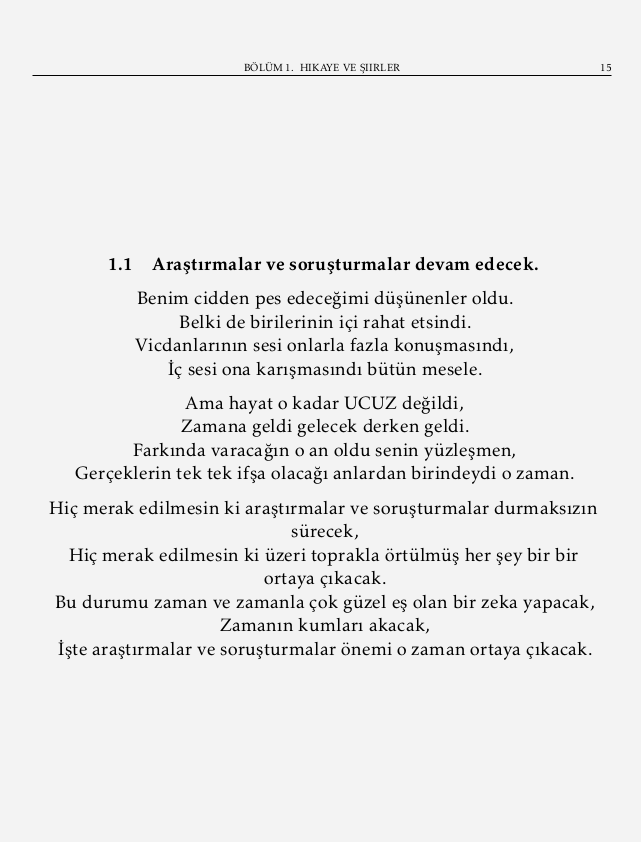 BÖLÜM 1. HIKAYE VE ŞIIRLER 15
1.1 Araştırmalar ve soruşturmalar devam edecek.
Benim cidden pes edeceğimi düşünenler oldu.
Belki de birilerinin içi rahat etsindi.
Vicdanlarının sesi onlarla fazla konuşmasındı,
İç sesi ona karışmasındı bütün mesele.
Ama hayat o kadar UCUZ değildi,
Zamana geldi gelecek derken geldi.
Farkında varacağın o an oldu senin yüzleşmen,
Gerçeklerin tek tek ifşa olacağı anlardan birindeydi o zaman.
Hiç merak edilmesin ki araştırmalar ve soruşturmalar durmaksızın
sürecek,
Hiç merak edilmesin ki üzeri toprakla örtülmüş her şey bir bir
ortaya çıkacak.
Bu durumu zaman ve zamanla çok güzel eş olan bir zeka yapacak,
Zamanın kumları akacak,
İşte araştırmalar ve soruşturmalar önemi o zaman ortaya çıkacak.